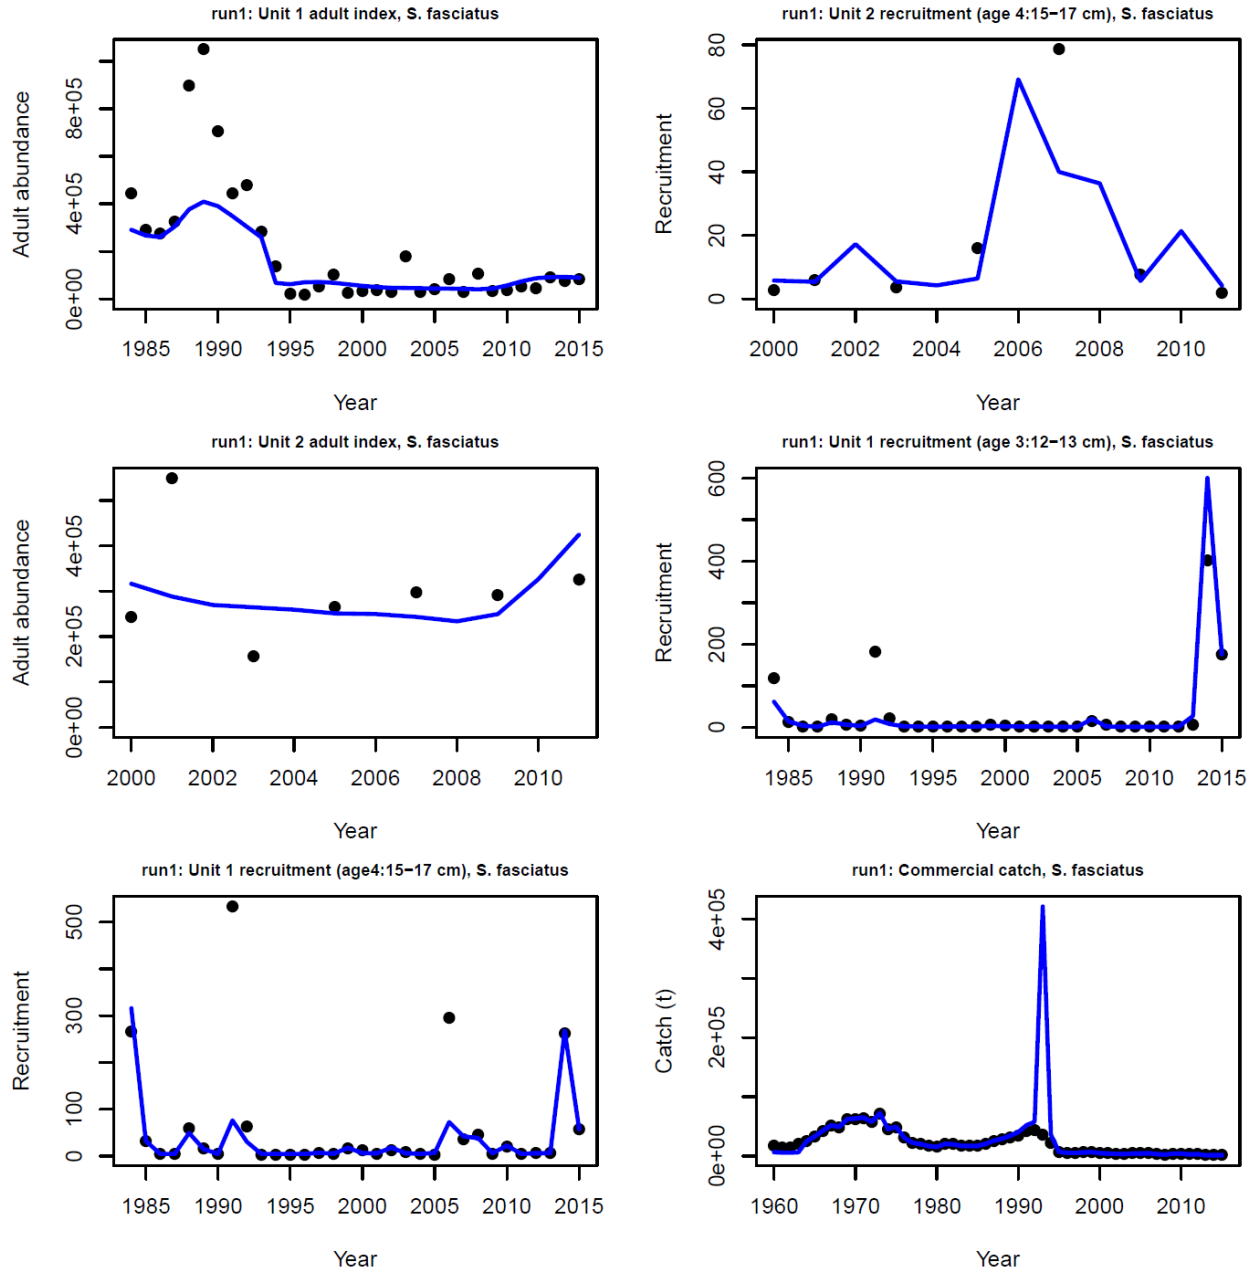 run1: Unit 1 adult index, S. fasciatus
Adult abundance
0e+00 4e+05 8e+05
1985 1990 1995 2000 2005 2010 2015
Year
run1: Unit 2 recruitment (age 4:15−17 cm), S. fasciatus
Recruitment
0 20 40 60 80
2000 2002 2004 2006 2008 2010
Year
run1: Unit 2 adult index, S. fasciatus
Adult abundance
0e+00 2e+05 4e+05
2000 2002 2004 2006 2008 2010
Year
run1: Unit 1 recruitment (age 3:12−13 cm), S. fasciatus
Recruitment
0 200 400 600
1985 1990 1995 2000 2005 2010 2015
Year
run1: Unit 1 recruitment (age4:15−17 cm), S. fasciatus
Recruitment
0 100 300 500
1985 1990 1995 2000 2005 2010 2015
Year
run1: Commercial catch, S. fasciatus
Catch (t)
0e+00 2e+05 4e+05
1960 1970 1980 1990 2000 2010
Year